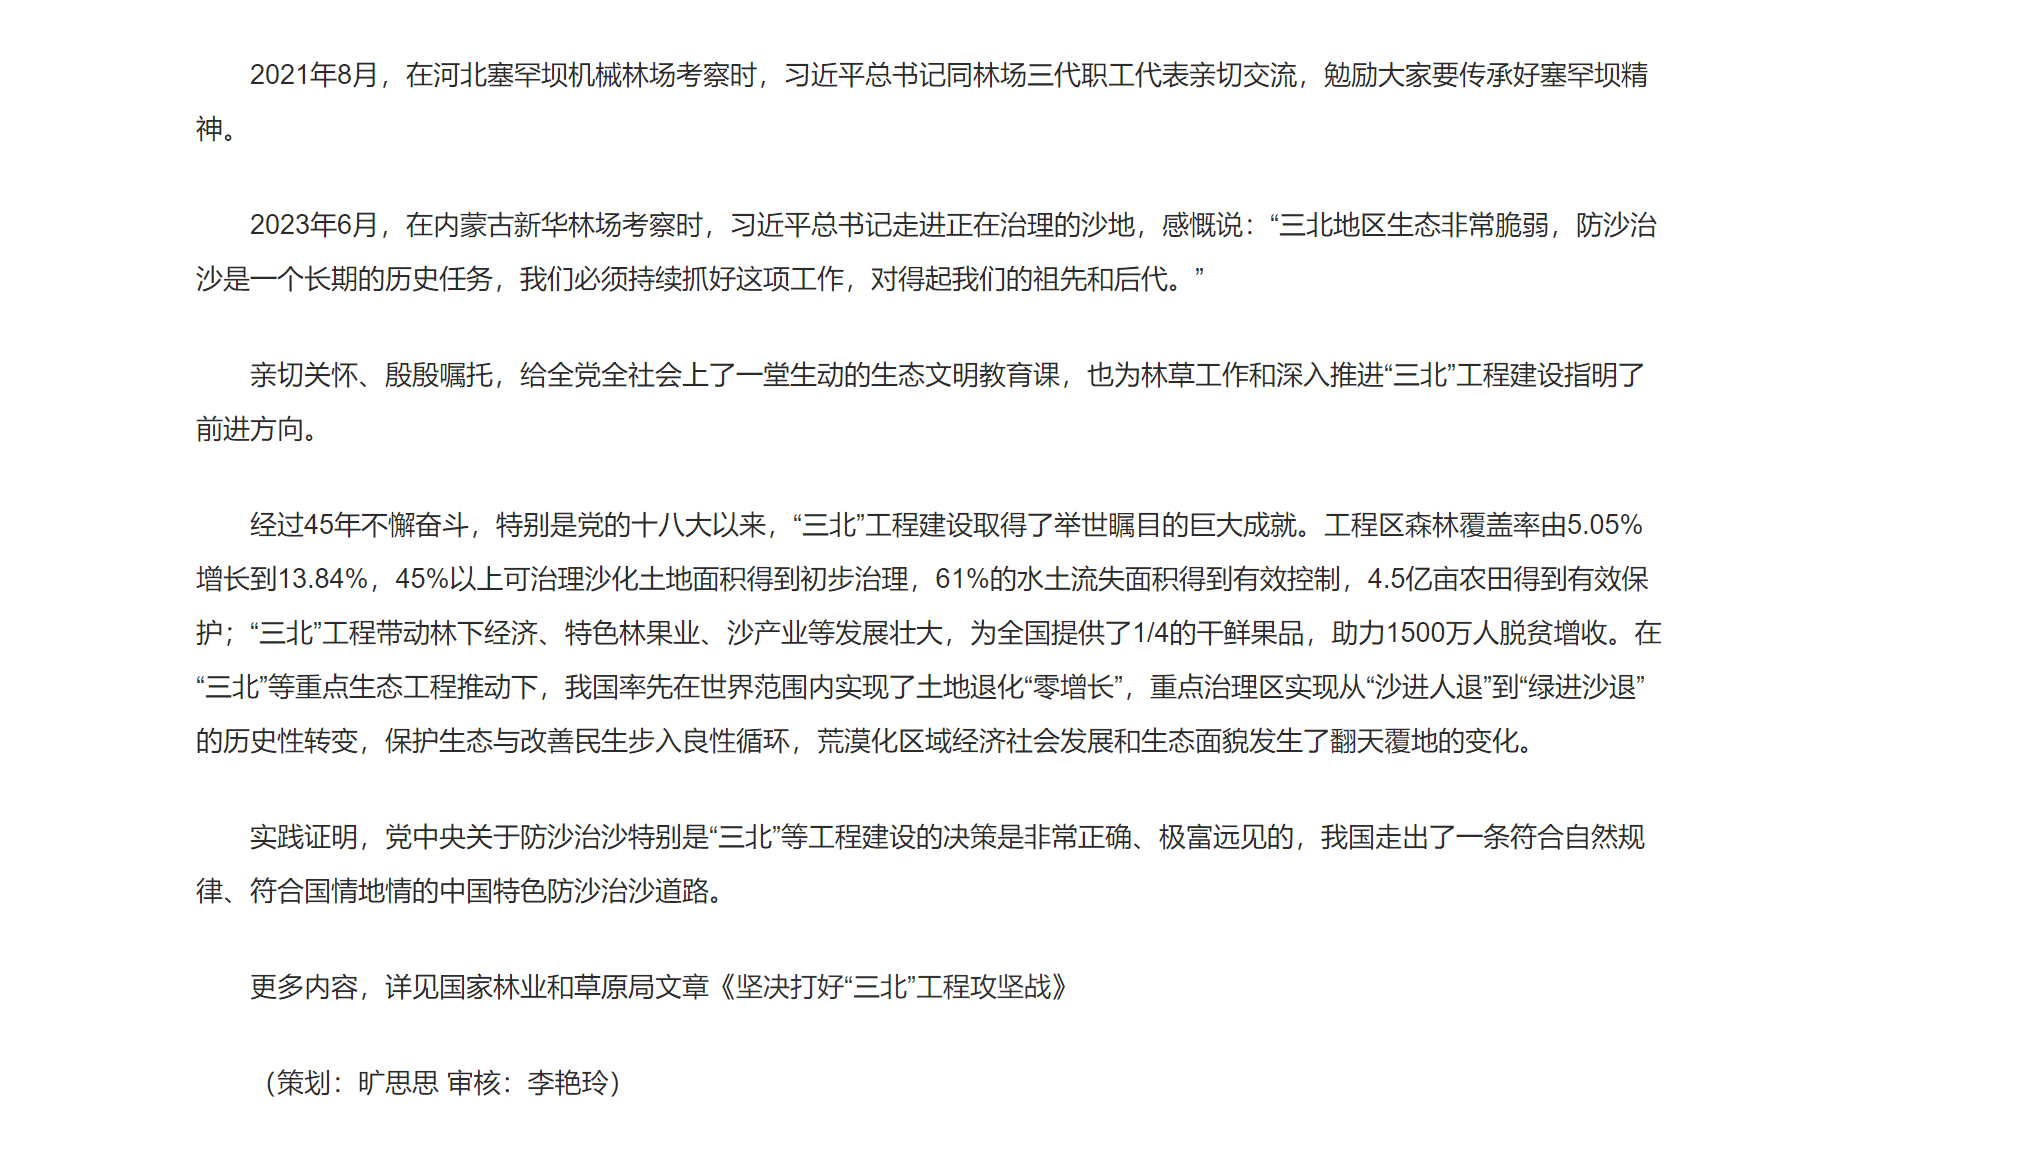 2021年8月，在河北塞罕坝机械林场考察时，习近平总书记同林场三代职工代表亲切交流，勉励大家要传承好塞罕坝精
神。
2023年6月，在内蒙古新华林场考察时，习近平总书记走进正在治理的沙地，感慨说：“三北地区生态非常脆弱，防沙治
沙是一个长期的历史任务，我们必须持续抓好这项工作，对得起我们的祖先和后代。”
亲切关怀、殷殷嘱托，给全党全社会上了一堂生动的生态文明教育课，也为林草工作和深入推进“三北”工程建设指明了
前进方向。
经过45年不懈奋斗，特别是党的十八大以来，“三北”工程建设取得了举世瞩目的巨大成就。工程区森林覆盖率由5.05%
增长到13.84%，45%以上可治理沙化土地面积得到初步治理，61%的水土流失面积得到有效控制，4.5亿亩农田得到有效保
护；“三北”工程带动林下经济、特色林果业、沙产业等发展壮大，为全国提供了1/4的干鲜果品，助力1500万人脱贫增收。在
“三北”等重点生态工程推动下，我国率先在世界范围内实现了土地退化“零增长”，重点治理区实现从“沙进人退”到“绿进沙退”
的历史性转变，保护生态与改善民生步入良性循环，荒漠化区域经济社会发展和生态面貌发生了翻天覆地的变化。
实践证明，党中央关于防沙治沙特别是“三北”等工程建设的决策是非常正确、极富远见的，我国走出了一条符合自然规
律、符合国情地情的中国特色防沙治沙道路。
更多内容，详见国家林业和草原局文章《坚决打好“三北”工程攻坚战》
（策划：旷思思 审核：李艳玲）